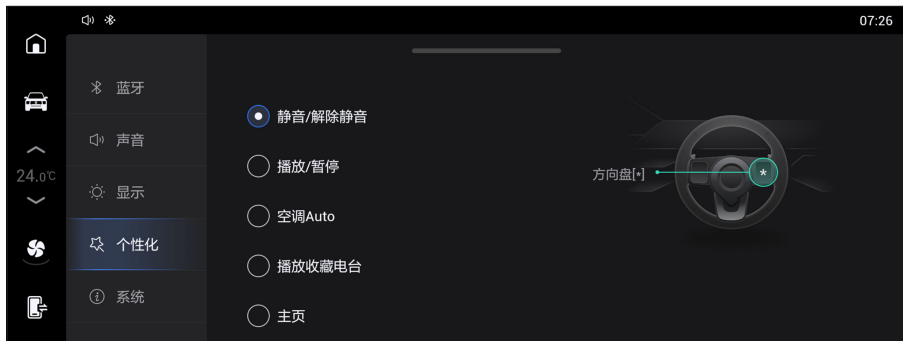 07:26
蓝牙
声音
24.0℃
显示
个性化
系统
静音/解除静音
播放/暂停
空调Auto
播放收藏电台
主页
方向盘[*]
*